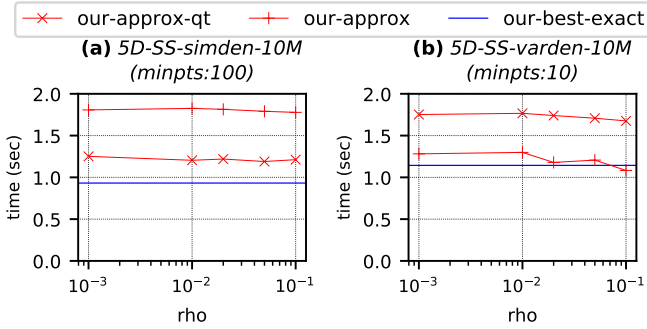 our-approx-qt our-approx our-best-exact
(a) 5D-SS-simden-10M
(minpts:100)
(b) 5D-SS-varden-10M
(minpts:10)
time (sec)
2.0
1.5
1.0
0.5
0.0
10⁻³ 10⁻² 10⁻¹
rho
time (sec)
2.0
1.5
1.0
0.5
0.0
10⁻³ 10⁻² 10⁻¹
rho